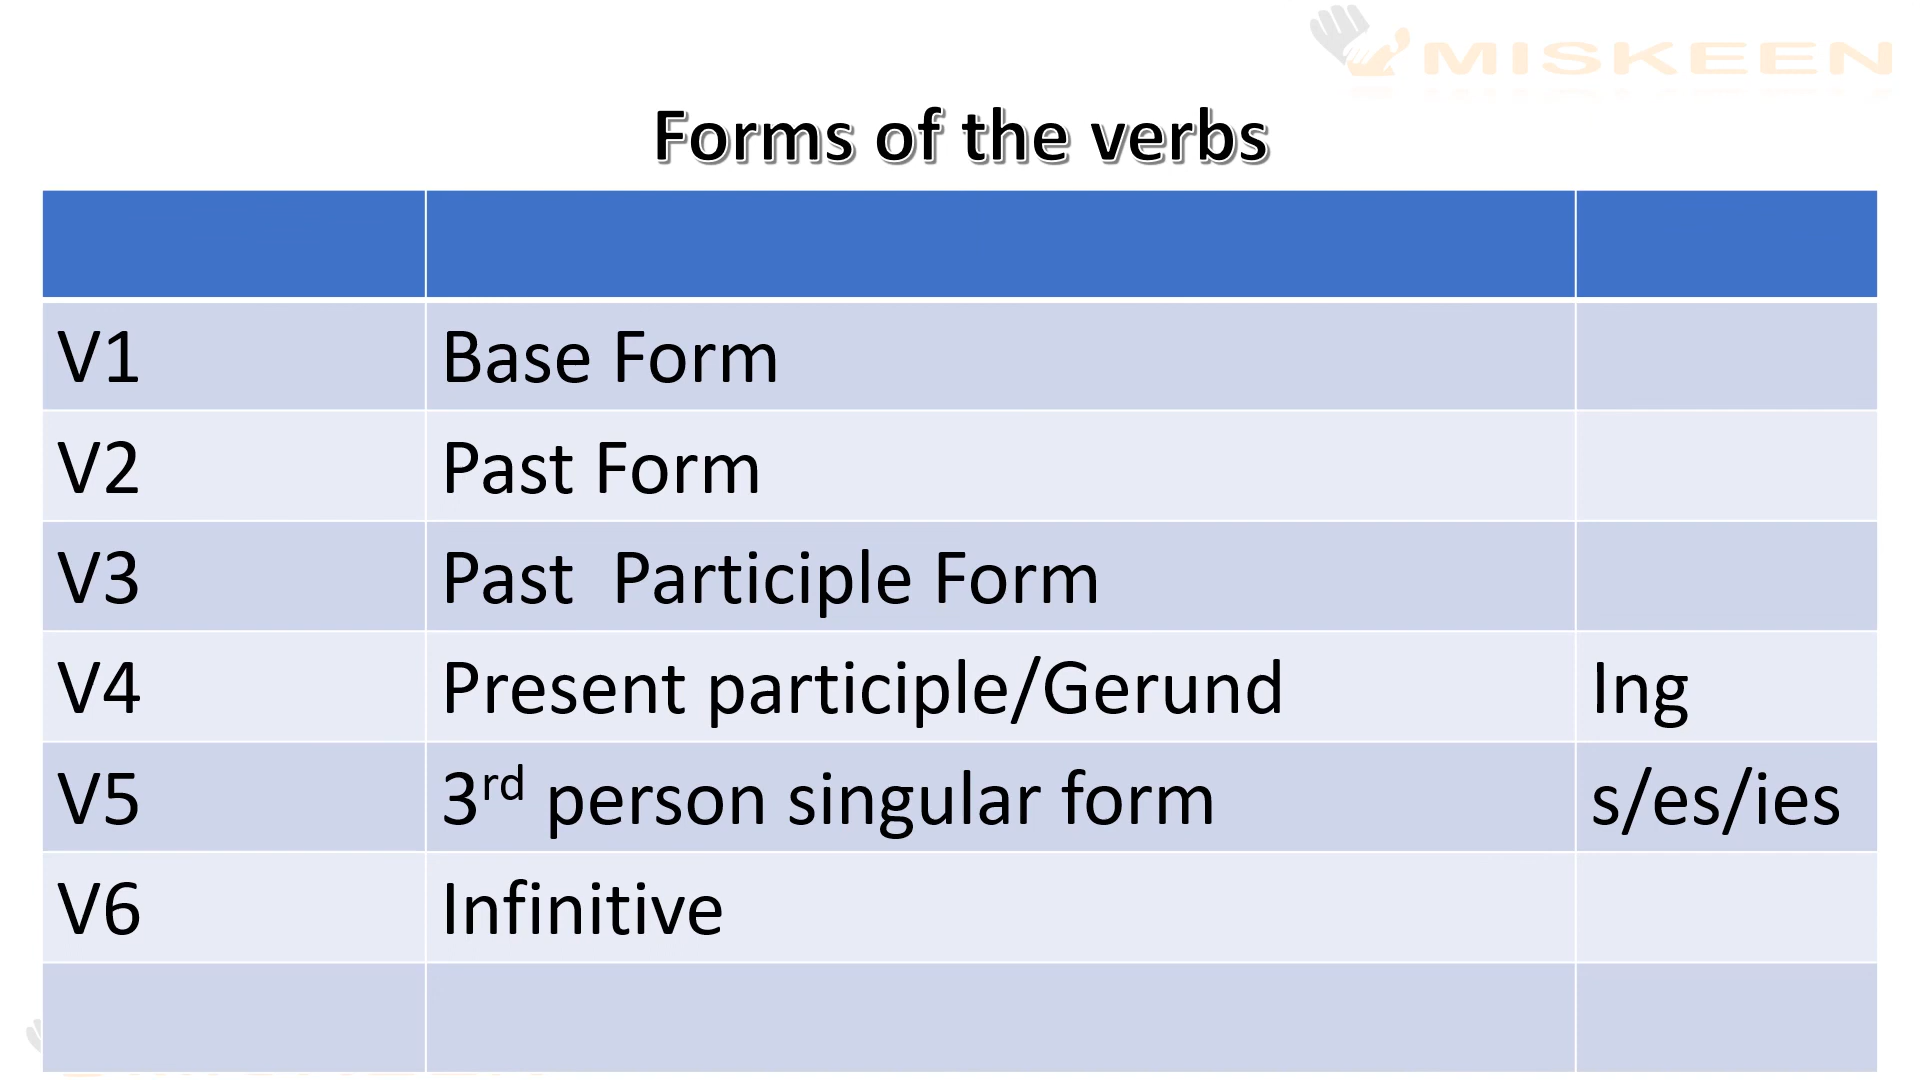 MISKEEN
Forms of the verbs
V1 Base Form
V2 Past Form
V3 Past  Participle Form
V4 Present participle/Gerund Ing
V5 3rd person singular form s/es/ies
V6 Infinitive